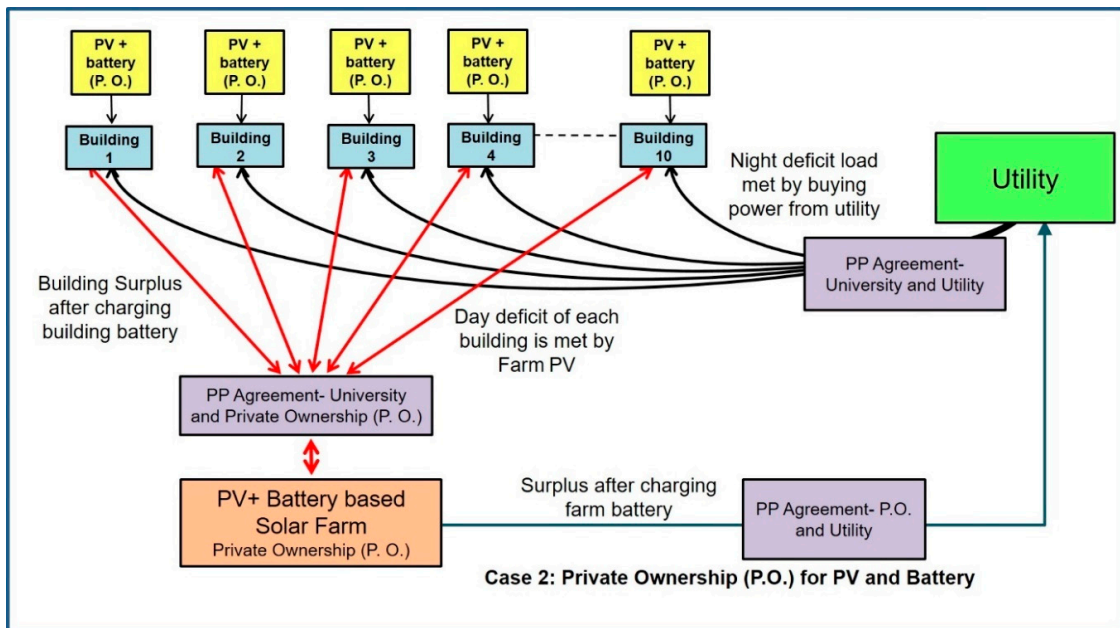 PV +
battery
(P. O.)
PV +
battery
(P. O.)
PV +
battery
(P. O.)
PV +
battery
(P. O.)
PV +
battery
(P. O.)
Building
1
Building
2
Building
3
Building
4
Building
10
Night deficit load
met by buying
power from utility
Utility
PP Agreement-
University and Utility
Building Surplus
after charging
building battery
Day deficit of each
building is met by
Farm PV
PP Agreement- University
and Private Ownership (P. O.)
PV+ Battery based
Solar Farm
Private Ownership (P. O.)
Surplus after charging
farm battery
PP Agreement- P.O.
and Utility
Case 2: Private Ownership (P.O.) for PV and Battery